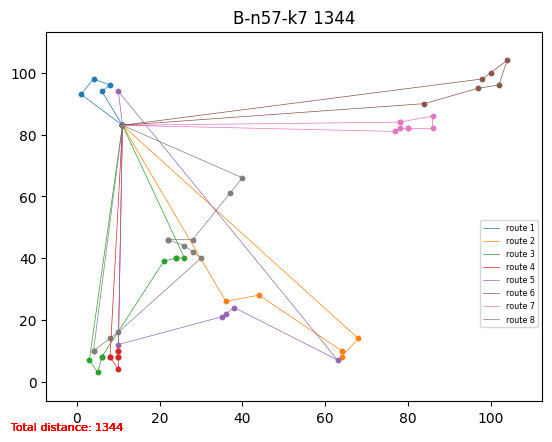 B-n57-k7 1344
100
80
60
40
20
0
0
20
40
60
80
100
route 1
route 2
route 3
route 4
route 5
route 6
route 7
route 8
Total distance: 1344